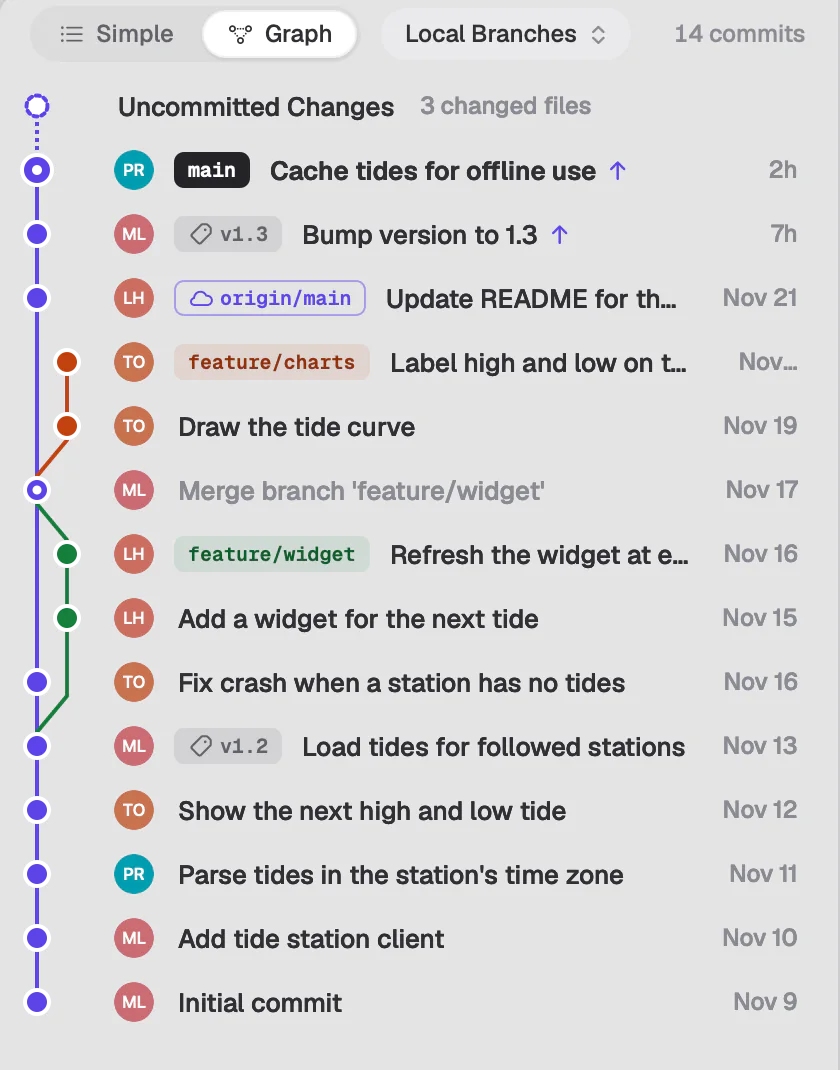 Simple Graph Local Branches 14 commits
Uncommitted Changes 3 changed files
PR main Cache tides for offline use ↑ 2h
ML v1.3 Bump version to 1.3 ↑ 7h
LH origin/main Update README for th... Nov 21
TO feature/charts Label high and low on t... Nov...
TO Draw the tide curve Nov 19
ML Merge branch 'feature/widget' Nov 17
LH feature/widget Refresh the widget at e... Nov 16
LH Add a widget for the next tide Nov 15
TO Fix crash when a station has no tides Nov 16
ML v1.2 Load tides for followed stations Nov 13
TO Show the next high and low tide Nov 12
PR Parse tides in the station's time zone Nov 11
ML Add tide station client Nov 10
ML Initial commit Nov 9